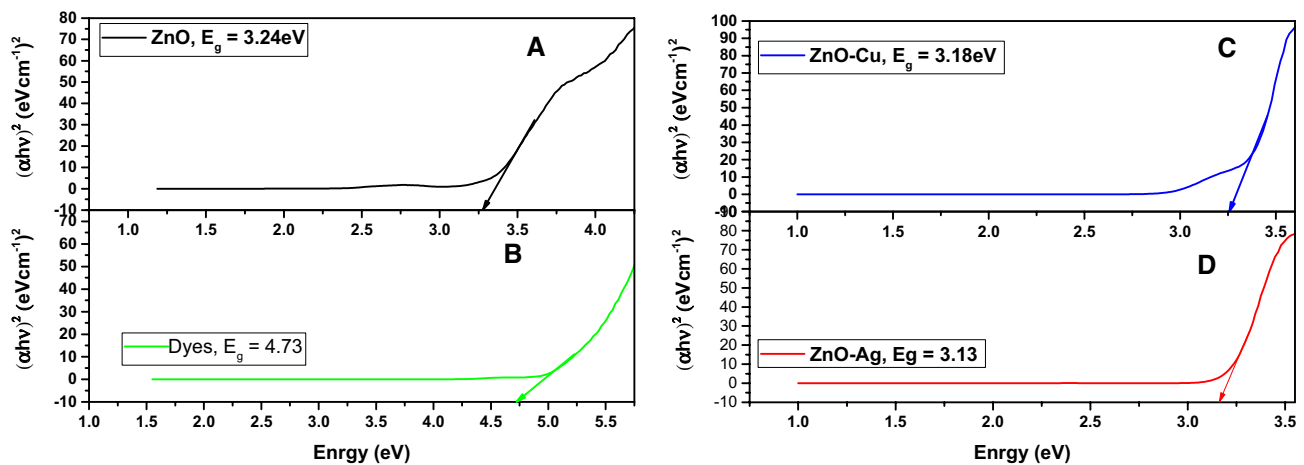 80
70
60
50
40
30
20
10
0
-10
(αhν)² (eVcm⁻¹)²
ZnO, E_g = 3.24eV
A
1.0 1.5 2.0 2.5 3.0 3.5 4.0
50
40
30
20
10
0
-10
(αhν)² (eVcm⁻¹)²
B
Dyes, E_g = 4.73
1.0 1.5 2.0 2.5 3.0 3.5 4.0 4.5 5.0 5.5
Enrgy (eV)
100
90
80
70
60
50
40
30
20
10
0
(αhν)² (eVcm⁻¹)²
ZnO-Cu, E_g = 3.18eV
C
1.0 1.5 2.0 2.5 3.0 3.5
80
70
60
50
40
30
20
10
0
-10
(αhν)² (eVcm⁻¹)²
D
ZnO-Ag, Eg = 3.13
1.0 1.5 2.0 2.5 3.0 3.5
Enrgy (eV)